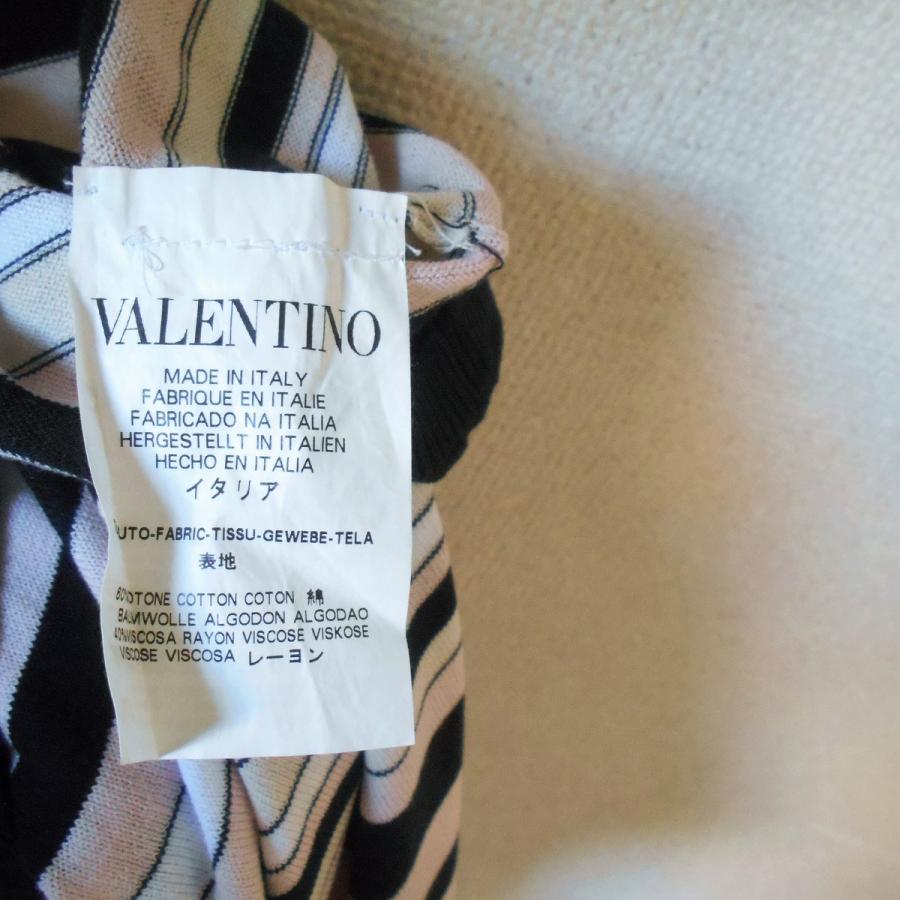 VALENTINO
MADE IN ITALY
FABRIQUE EN ITALIE
FABRICADO NA ITALIA
HERGESTELLT IN ITALIEN
HECHO EN ITALIA
イタリア
UTO-FABRIC-TISSU-GEWEBE-TELA
表地
COTTON COTON 綿
BAUMWOLLE ALGODON ALGODAO
40%VISCOSA RAYON VISCOSE VISKOSE
VISCOSE VISCOSA レーヨン